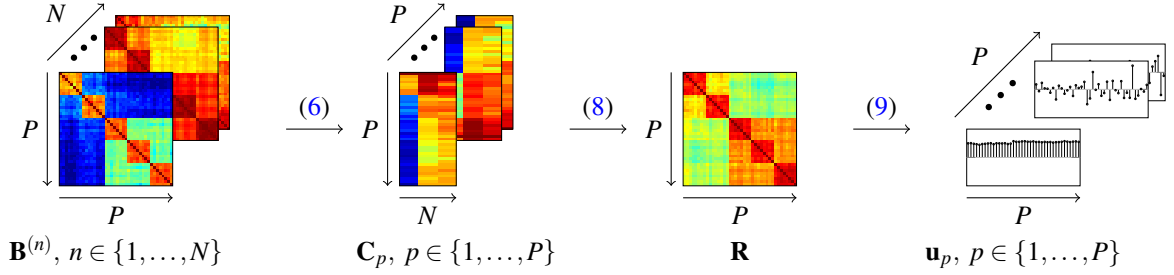 N
P
P
B^(n), n ∈ {1,...,N}
(6)
P
P
N
C_p, p ∈ {1,...,P}
(8)
P
P
R
(9)
P
P
u_p, p ∈ {1,...,P}